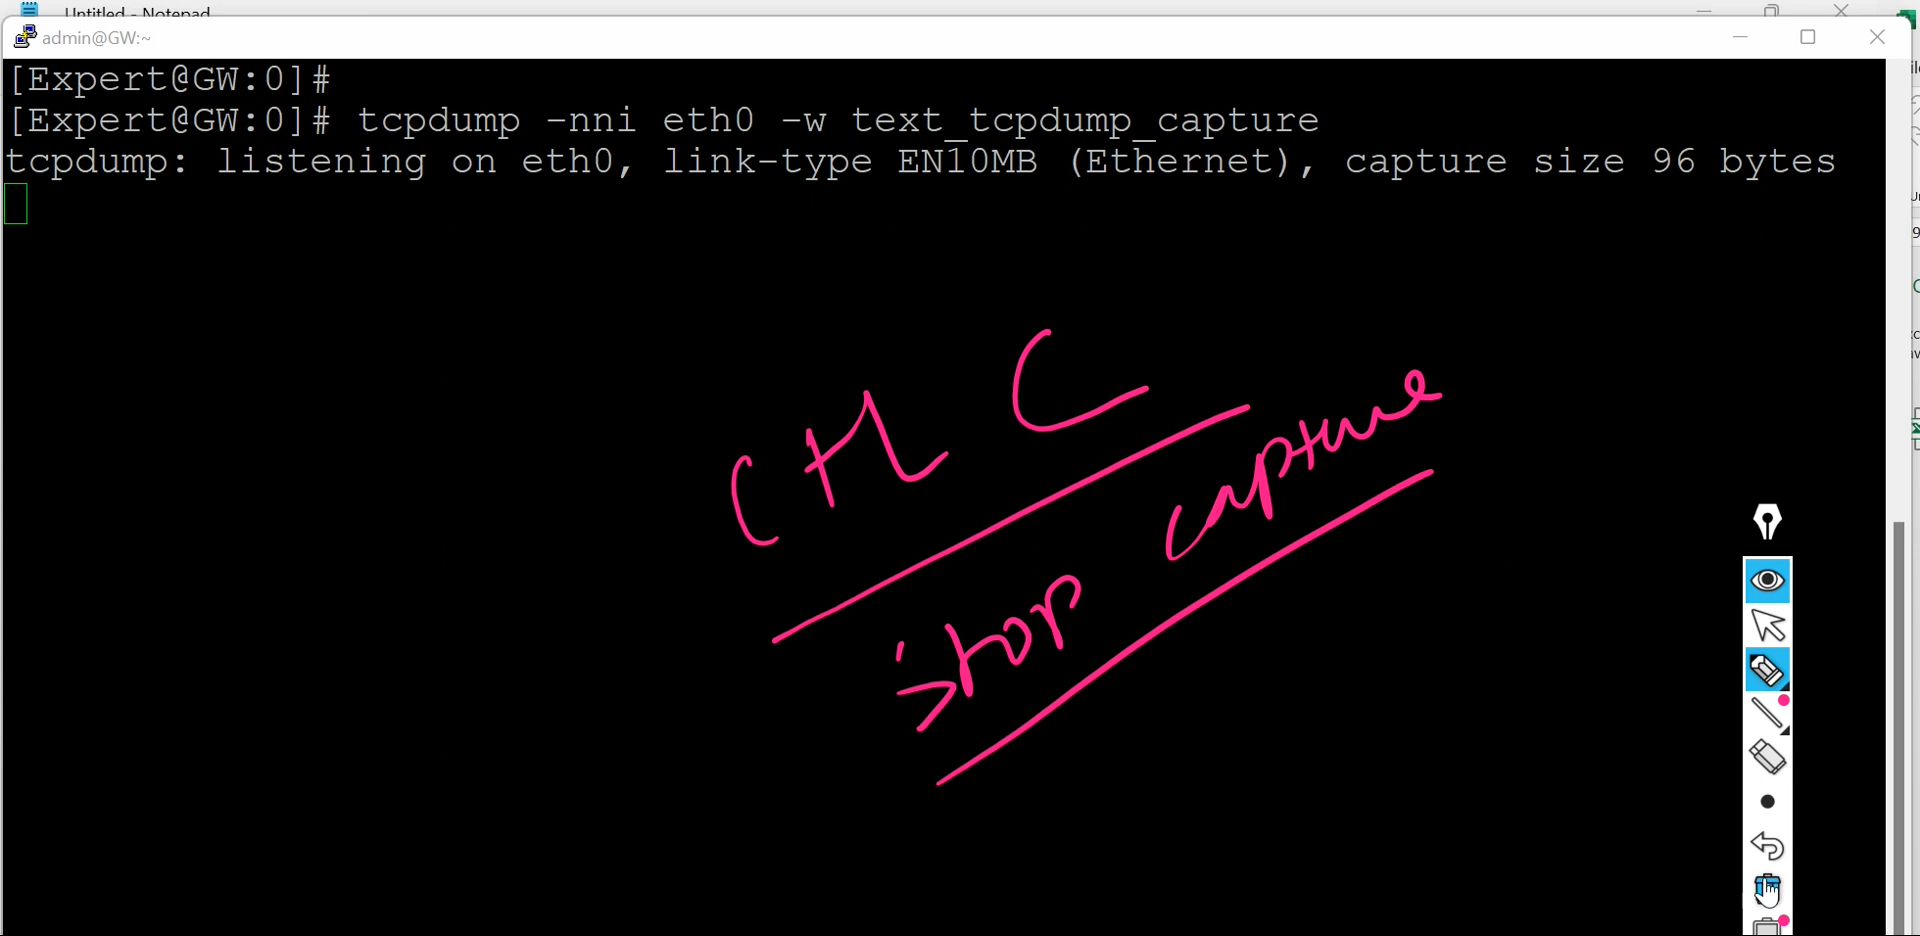 Untitled - Notepad
admin@GW:~
[Expert@GW:0]#
[Expert@GW:0]# tcpdump -nni eth0 -w text_tcpdump_capture
tcpdump: listening on eth0, link-type EN10MB (Ethernet), capture size 96 bytes
Ctrl C
Stop capture